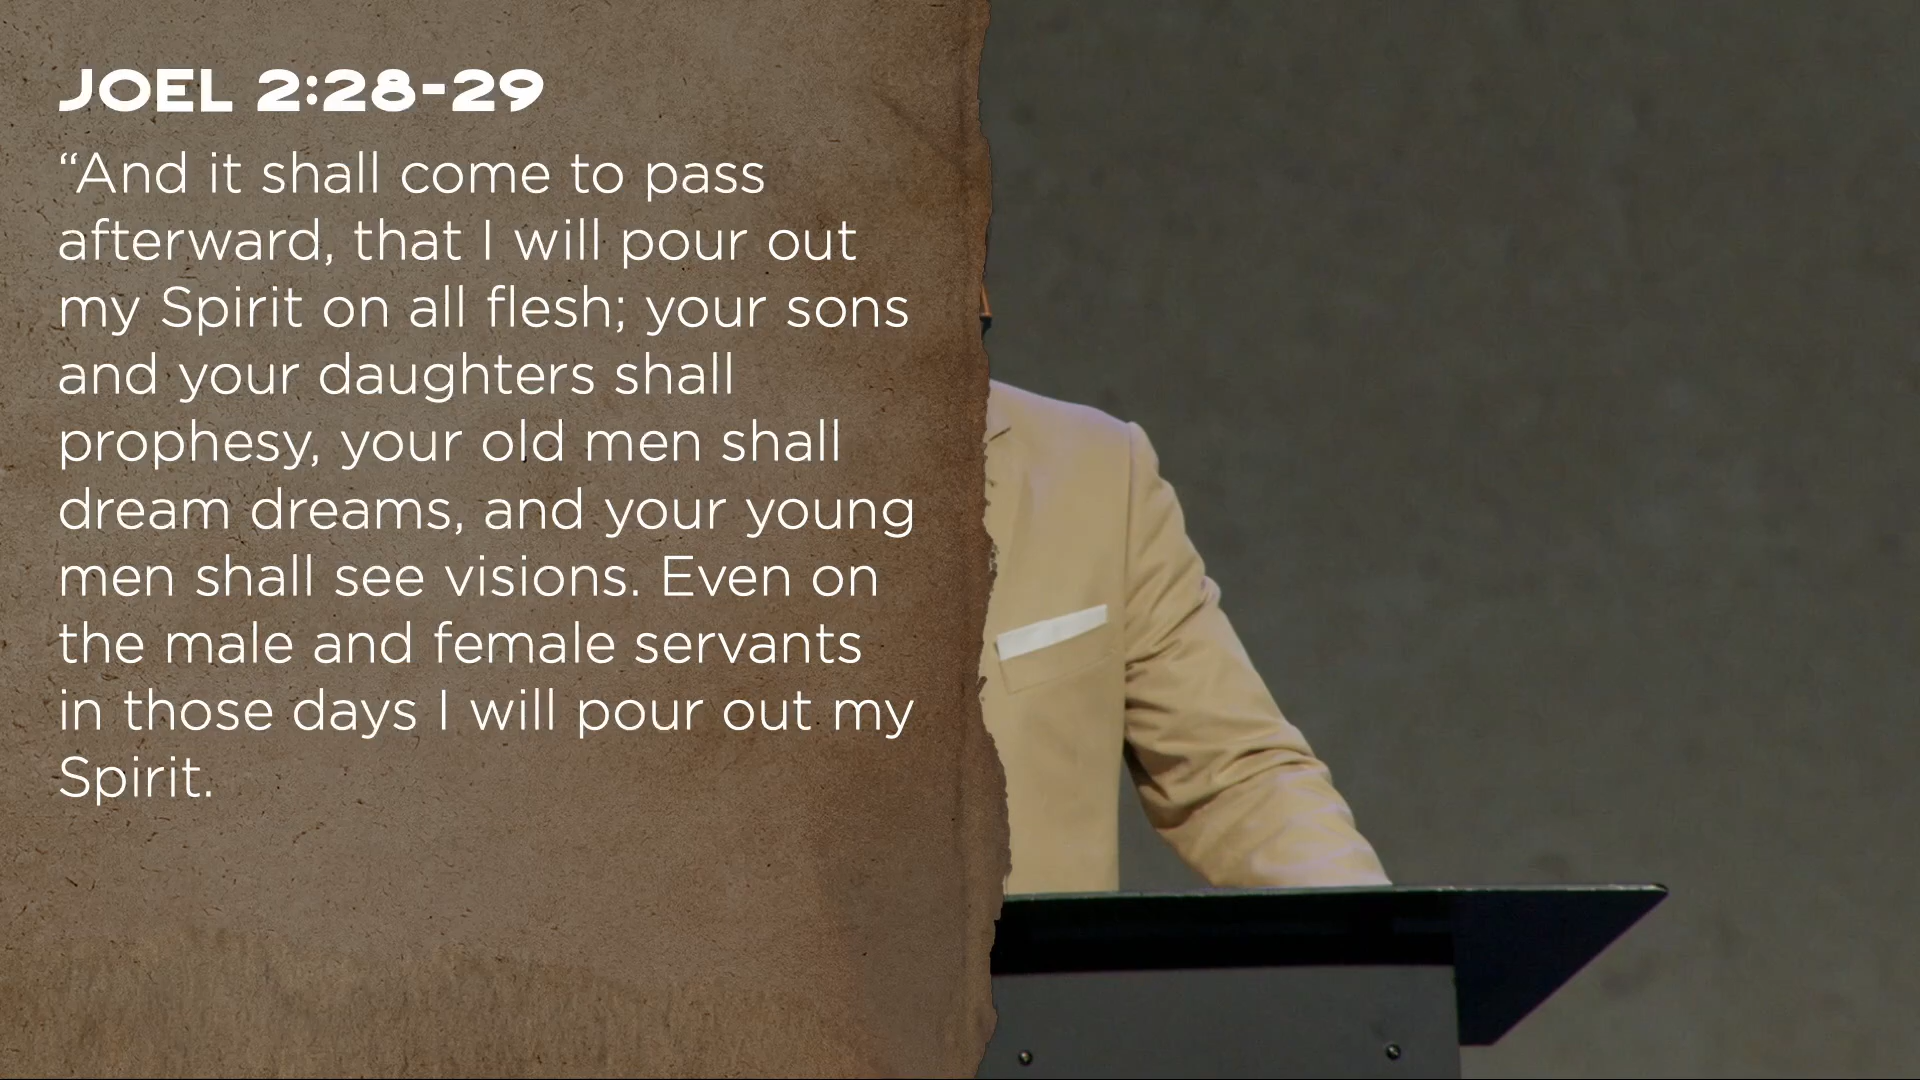 JOEL 2:28-29
“And it shall come to pass
afterward, that I will pour out
my Spirit on all flesh; your sons
and your daughters shall
prophesy, your old men shall
dream dreams, and your young
men shall see visions. Even on
the male and female servants
in those days I will pour out my
Spirit.